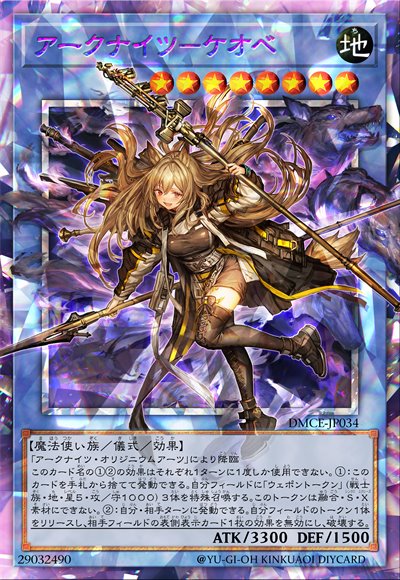 アークナイツーケオベ
地
DMCE-JP034
【魔法使い族／儀式／効果】
「アークナイツ・オリジニウムアーツ」により降臨
このカード名の①②の効果はそれぞれ1ターンに1度しか使用できない。①：この
カードを手札から捨てて発動できる。自分フィールドに「ウェポントークン」（戦士
族・地・星5・攻／守1000）3体を特殊召喚する。このトークンは融合・S・X
素材にできない。②：自分・相手ターンに発動できる。自分フィールドのトークン1体
をリリースし、相手フィールドの表側表示カード1枚の効果を無効にし、破壊する。
ATK/3300 DEF/1500
29032490
@YU-GI-OH KINKUAOI DIYCARD